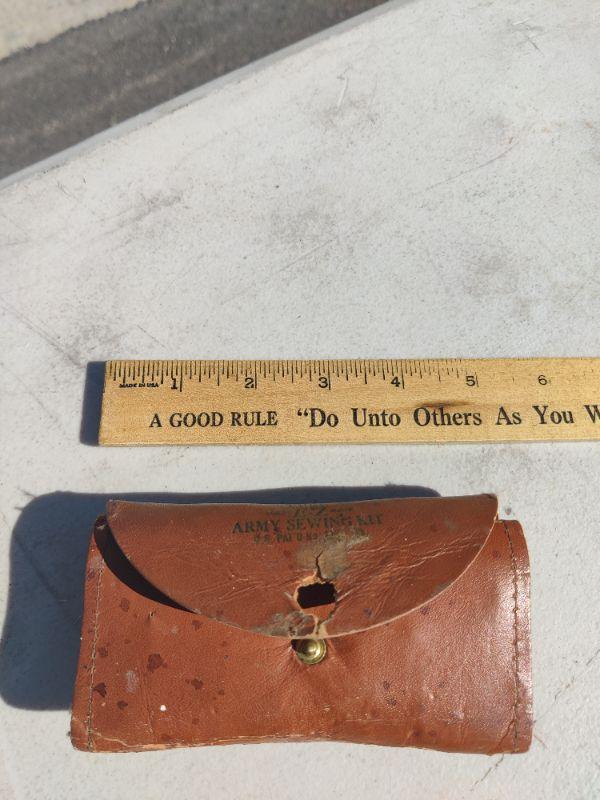 MADE IN USA 1 2 3 4 5 6
A GOOD RULE "Do Unto Others As You W
ARMY SEWING KIT
U.S. PAT.